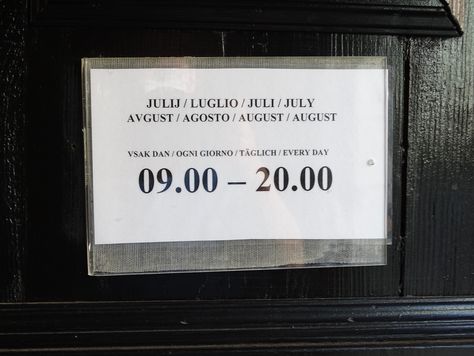 JULIJ / LUGLIO / JULI / JULY
AVGUST / AGOSTO / AUGUST / AUGUST
VSAK DAN / OGNI GIORNO / TÄGLICH / EVERY DAY
09.00 – 20.00